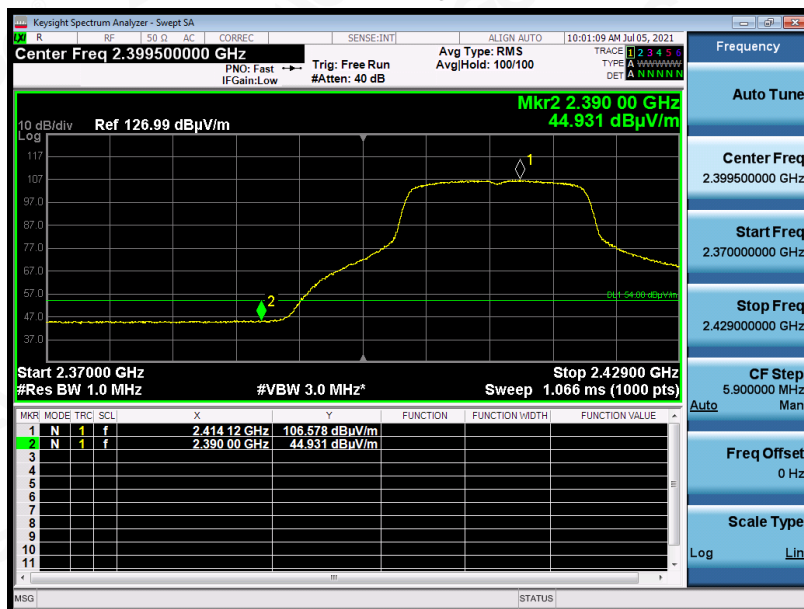 Keysight Spectrum Analyzer - Swept SA
LXI R RF 50 Ω AC CORREC SENSE:INT ALIGN AUTO 10:01:09 AM Jul 05, 2021
Center Freq 2.399500000 GHz
PNO: Fast
IFGain:Low
Trig: Free Run
#Atten: 40 dB
Avg Type: RMS
Avg|Hold: 100/100
TRACE 1 2 3 4 5 6
TYPE A WWWWW
DET A N N N N N
Mkr2 2.390 00 GHz
44.931 dBµV/m
10 dB/div Ref 126.99 dBµV/m
Log
117
107
97.0
87.0
77.0
67.0
57.0
47.0
37.0
1
2
DL1 54.00 dBµV/m
Start 2.37000 GHz Stop 2.42900 GHz
#Res BW 1.0 MHz #VBW 3.0 MHz* Sweep 1.066 ms (1000 pts)
MKR MODE TRC SCL X Y FUNCTION FUNCTION WIDTH FUNCTION VALUE
1 N 1 f 2.414 12 GHz 106.578 dBµV/m
2 N 1 f 2.390 00 GHz 44.931 dBµV/m
3
4
5
6
7
8
9
10
11
MSG STATUS
Frequency
Auto Tune
Center Freq
2.399500000 GHz
Start Freq
2.370000000 GHz
Stop Freq
2.429000000 GHz
CF Step
5.900000 MHz
Auto Man
Freq Offset
0 Hz
Scale Type
Log Lin